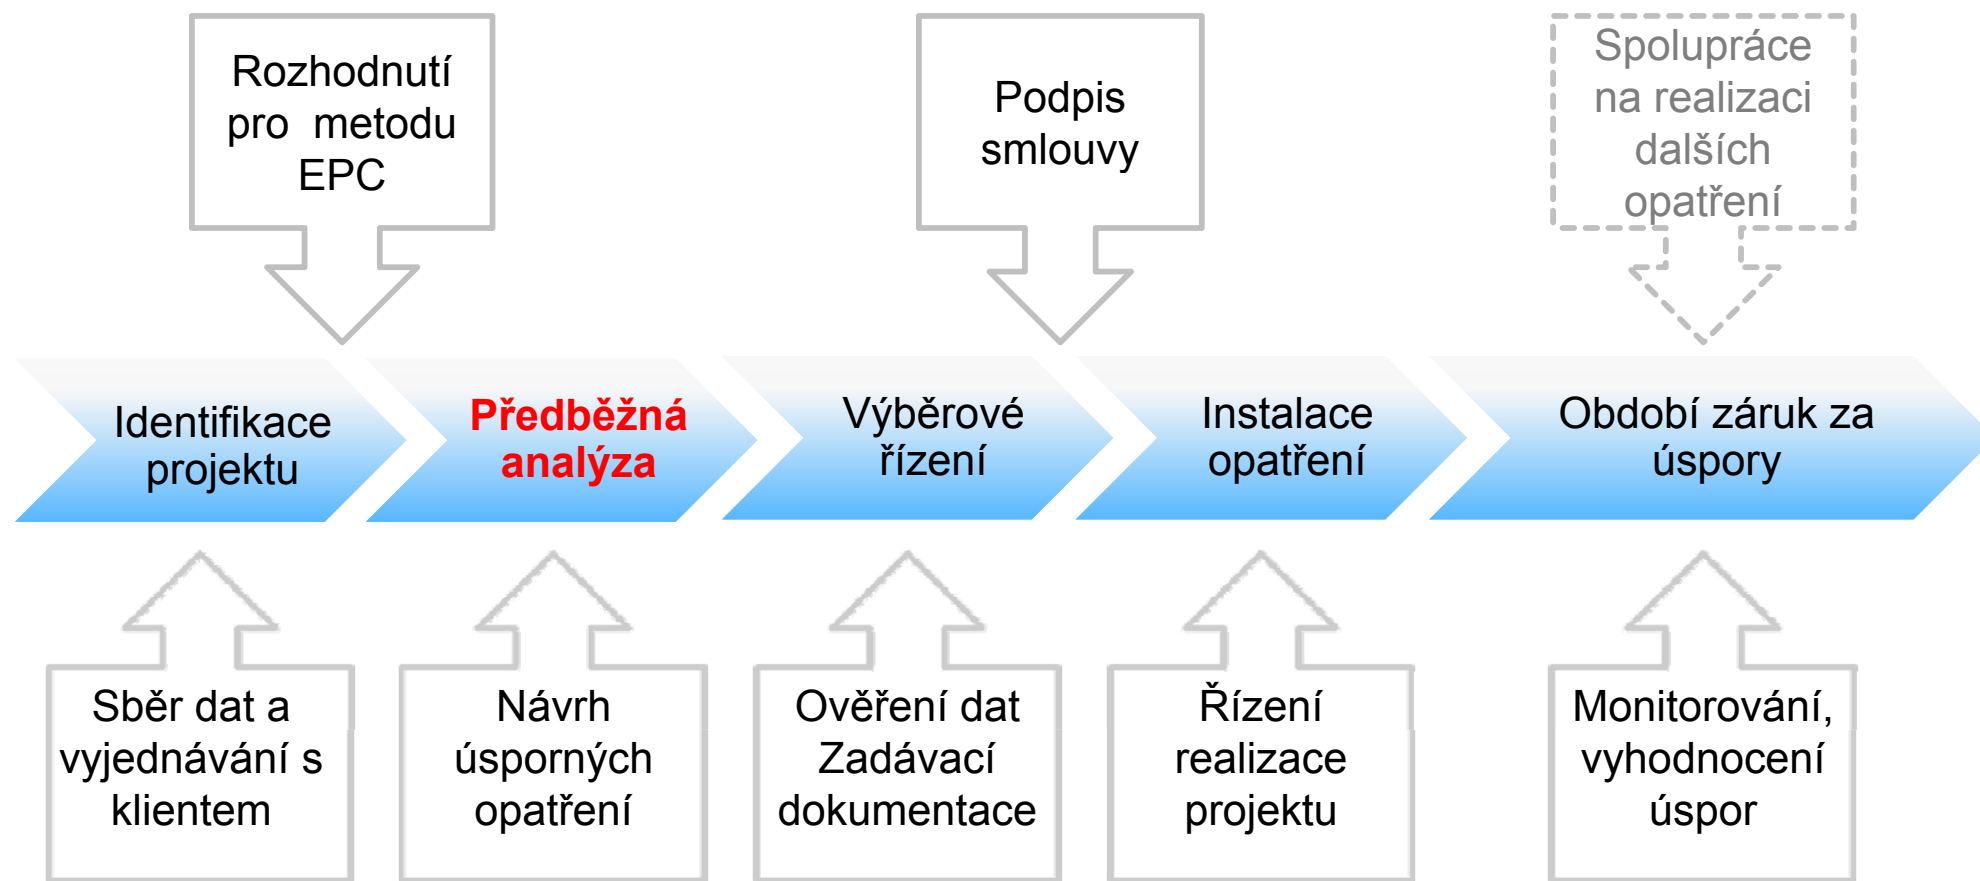 Rozhodnutí
pro metodu
EPC
Podpis
smlouvy
Spolupráce
na realizaci
dalších
opatření
Identifikace
projektu
Předběžná
analýza
Výběrové
řízení
Instalace
opatření
Období záruk za
úspory
Sběr dat a
vyjednávání s
klientem
Návrh
úsporných
opatření
Ověření dat
Zadávací
dokumentace
Řízení
realizace
projektu
Monitorování,
vyhodnocení
úspor